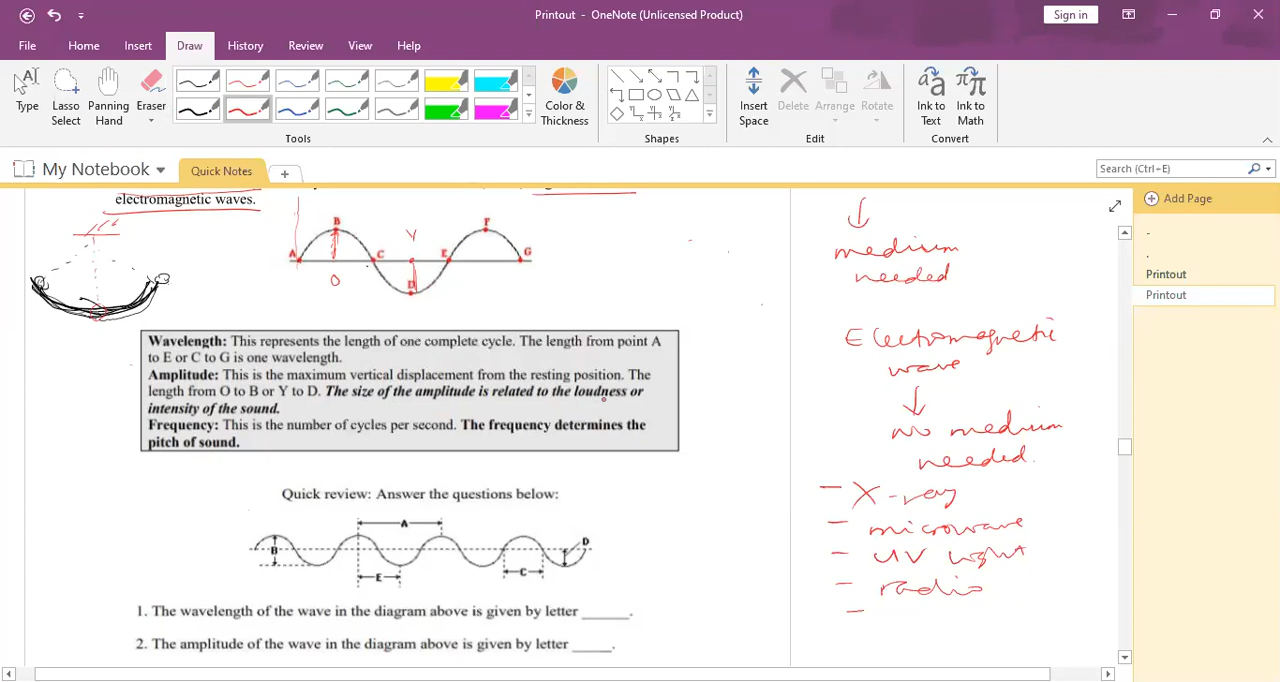 Printout - OneNote (Unlicensed Product)
Sign in
File Home Insert Draw History Review View Help
Type
Lasso Select
Panning Hand
Eraser
Color & Thickness
Insert Space
Delete
Arrange
Rotate
Ink to Text
Ink to Math
Tools
Shapes
Edit
Convert
My Notebook
Quick Notes
Search (Ctrl+E)
Add Page
-
.
Printout
Printout
electromagnetic waves.
A B C D E F G
O Y
Wavelength: This represents the length of one complete cycle. The length from point A
to E or C to G is one wavelength.
Amplitude: This is the maximum vertical displacement from the resting position. The
length from O to B or Y to D. The size of the amplitude is related to the loudness or
intensity of the sound.
Frequency: This is the number of cycles per second. The frequency determines the
pitch of sound.
Quick review: Answer the questions below:
A
B
D
E
C
1. The wavelength of the wave in the diagram above is given by letter ______.
2. The amplitude of the wave in the diagram above is given by letter _____.
medium
needed
Electromagnetic
wave
No medium
needed.
- X-ray
- microwave
- UV light
- radio
-